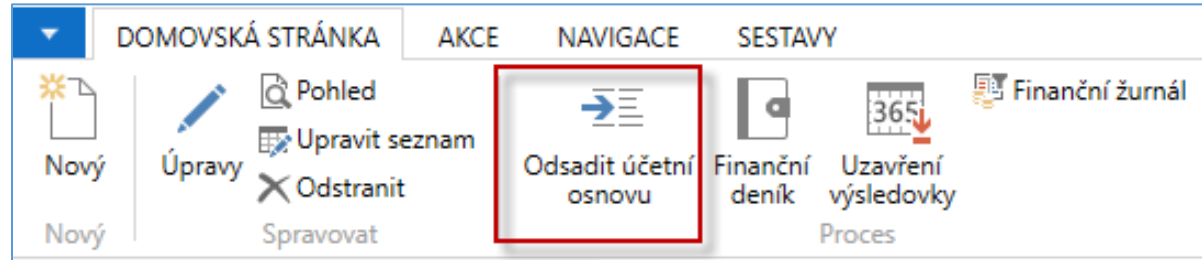 DOMOVSKÁ STRÁNKA AKCE NAVIGACE SESTAVY
Nový
Úpravy
Pohled
Upravit seznam
Odstranit
Odsadit účetní
osnovu
Finanční
deník
365
Uzavření
výsledovky
Finanční žurnál
Nový Spravovat Proces